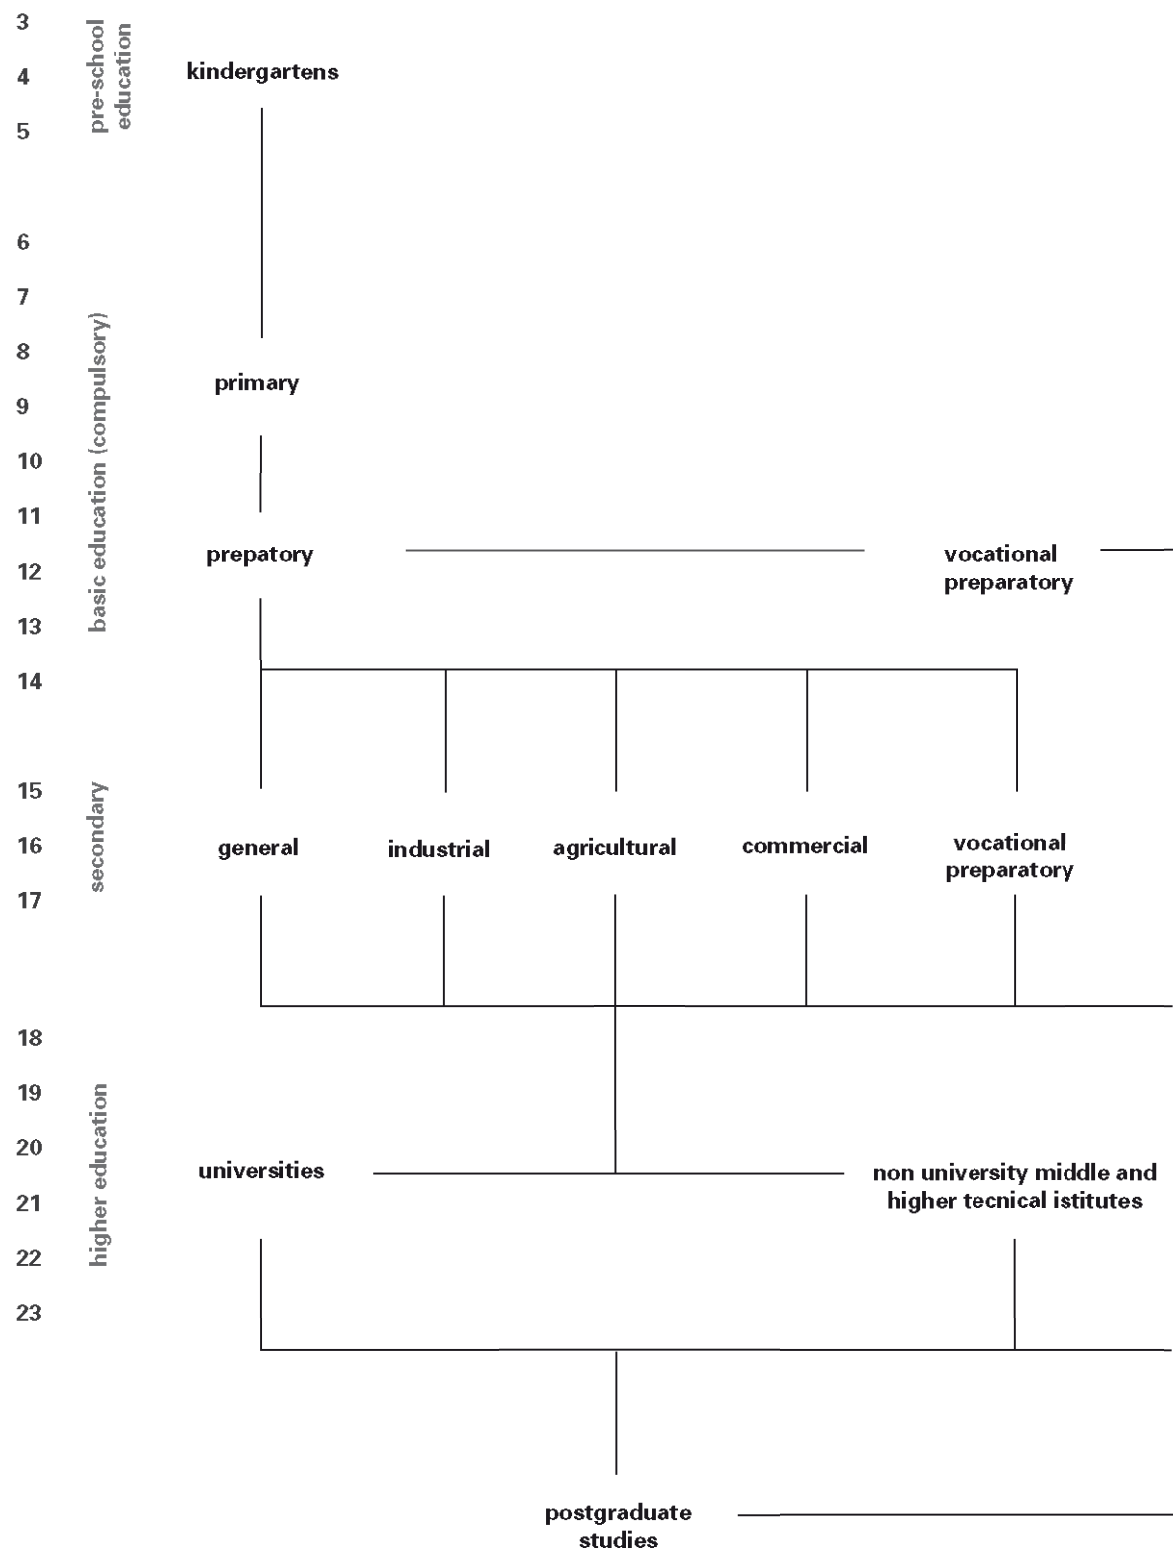 3
pre-school
education
4
kindergartens
5
6
7
basic education (compulsory)
8
primary
9
10
11
prepatory
vocational
preparatory
12
13
14
15
secondary
16
general
industrial
agricultural
commercial
vocational
preparatory
17
18
19
higher education
20
universities
non university middle and
higher tecnical istitutes
21
22
23
postgraduate
studies